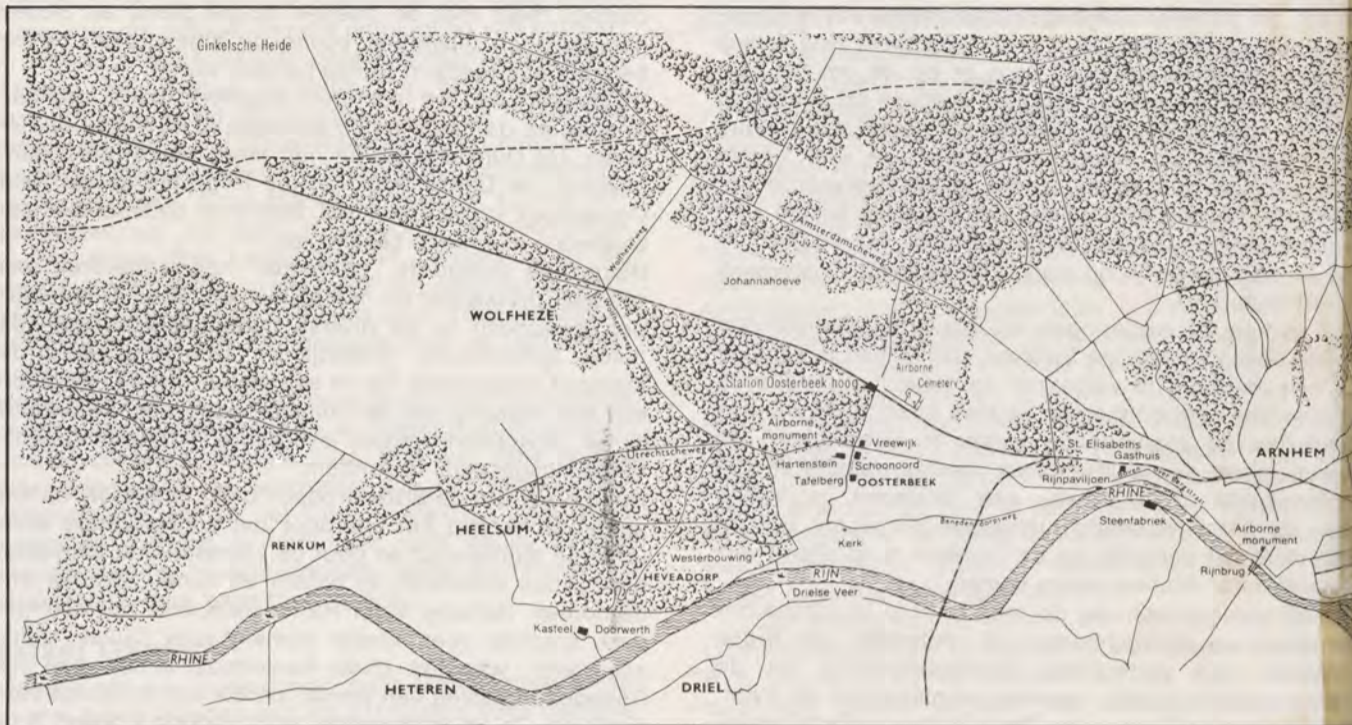 Ginkelsche Heide
Wolfhezerweg
Amsterdamscheweg
Johannahoeve
WOLFHEZE
Station Oosterbeek hoog
Airborne
Cemetery
Airborne
monument
Vreewijk
Utrechtscheweg
Hartenstein
Schoonoord
Tafelberg
OOSTERBEEK
St. Elisabeths
Gasthuis
Rijnpaviljoen
ARNHEM
RHINE
Steenfabriek
Benedendorpsweg
HEELSUM
Kerk
Airborne
monument
RENKUM
Westerbouwing
HEVEADORP
RIJN
Rijnbrug
Drielse Veer
Kasteel
Doorwerth
RHINE
HETEREN
DRIEL